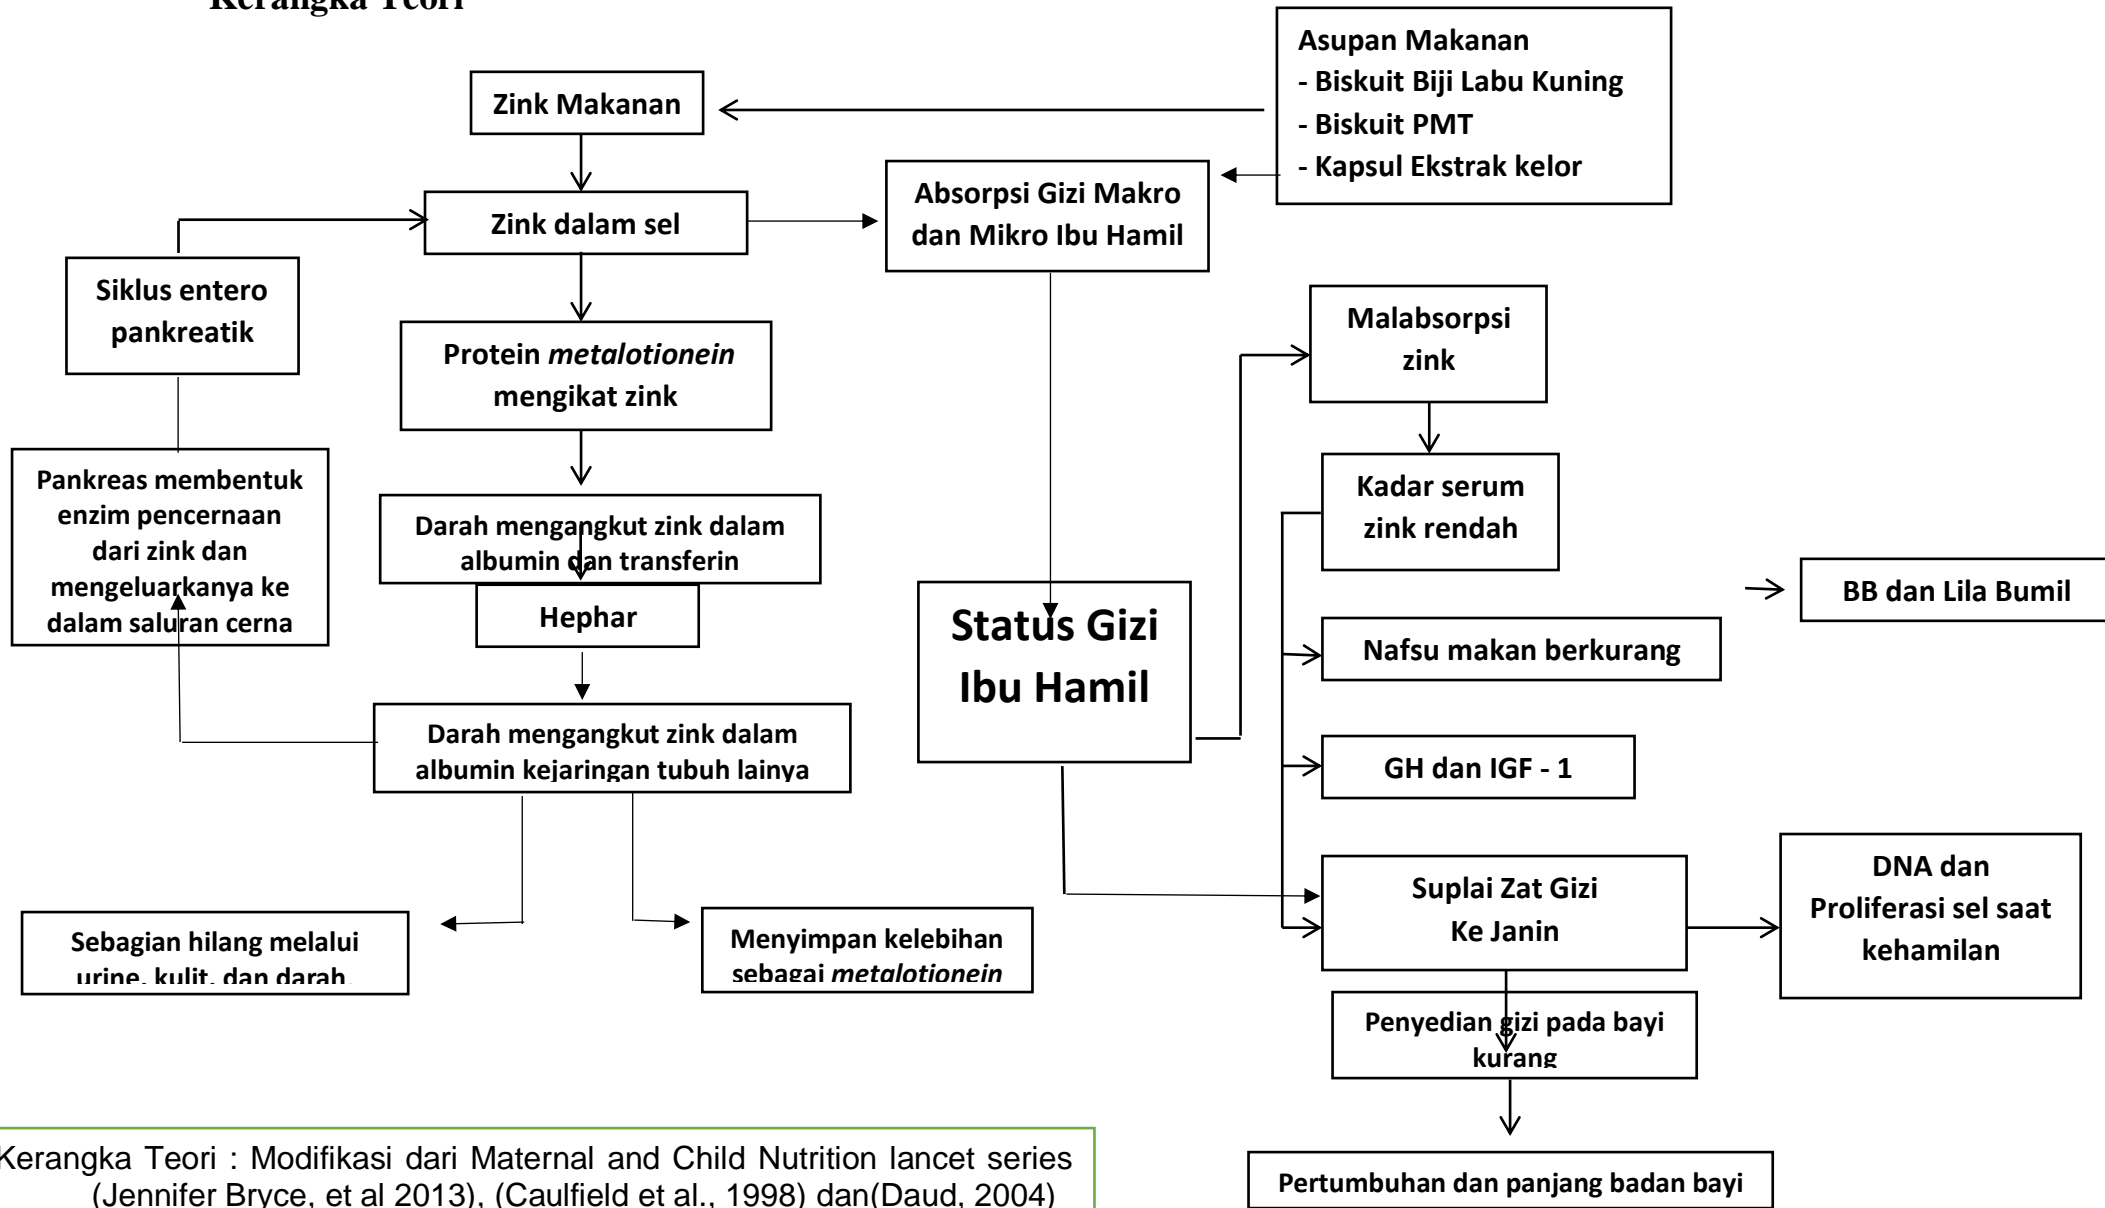 Kerangka Teori
Asupan Makanan
- Biskuit Biji Labu Kuning
- Biskuit PMT
- Kapsul Ekstrak kelor
Zink Makanan
Absorpsi Gizi Makro
dan Mikro Ibu Hamil
Zink dalam sel
Siklus entero
pankreatik
Malabsorpsi
zink
Protein metalotionein
mengikat zink
Pankreas membentuk
enzim pencernaan
dari zink dan
mengeluarkanya ke
dalam saluran cerna
Kadar serum
zink rendah
Darah mengangkut zink dalam
albumin dan transferin
Hephar
Status Gizi
Ibu Hamil
BB dan Lila Bumil
Nafsu makan berkurang
Darah mengangkut zink dalam
albumin kejaringan tubuh lainya
GH dan IGF - 1
Suplai Zat Gizi
Ke Janin
DNA dan
Proliferasi sel saat
kehamilan
Sebagian hilang melalui
urine, kulit, dan darah.
Menyimpan kelebihan
sebagai metalotionein
Penyedian gizi pada bayi
kurang
Pertumbuhan dan panjang badan bayi
Kerangka Teori : Modifikasi dari Maternal and Child Nutrition lancet series
(Jennifer Bryce, et al 2013), (Caulfield et al., 1998) dan(Daud, 2004)